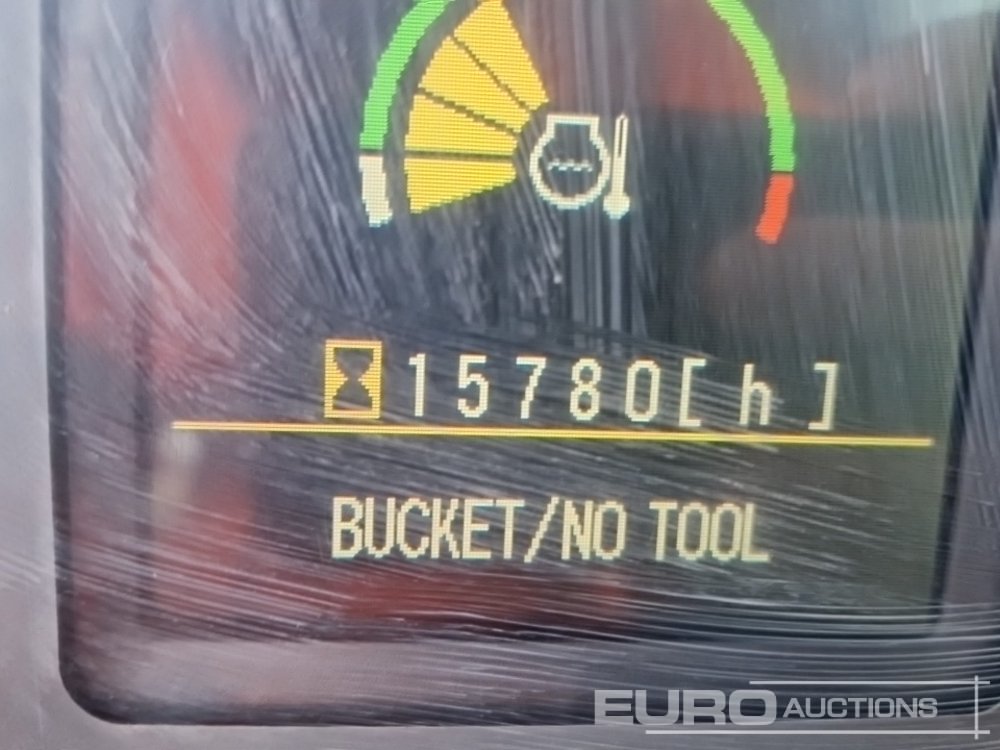 15780[ h ]
BUCKET/NO TOOL
EURO AUCTIONS